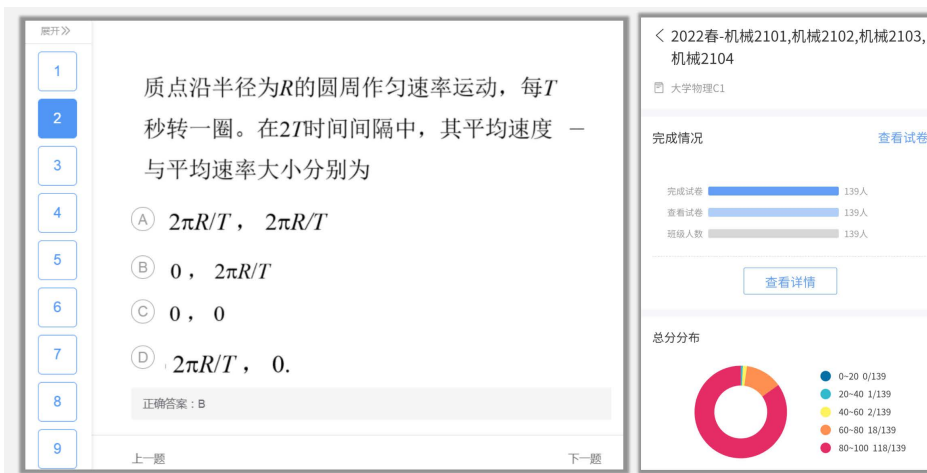 展开》
1
2
3
4
5
6
7
8
9
质点沿半径为R的圆周作匀速率运动，每T
秒转一圈。在2T时间间隔中，其平均速度 －
与平均速率大小分别为
A 2πR/T ， 2πR/T
B 0 ， 2πR/T
C 0 ， 0
D 2πR/T ， 0.
正确答案：B
上一题 下一题
< 2022春-机械2101,机械2102,机械2103,
机械2104
大学物理C1
完成情况 查看试卷
完成试卷 139人
查看试卷 139人
班级人数 139人
查看详情
总分分布
0~20 0/139
20~40 1/139
40~60 2/139
60~80 18/139
80~100 118/139